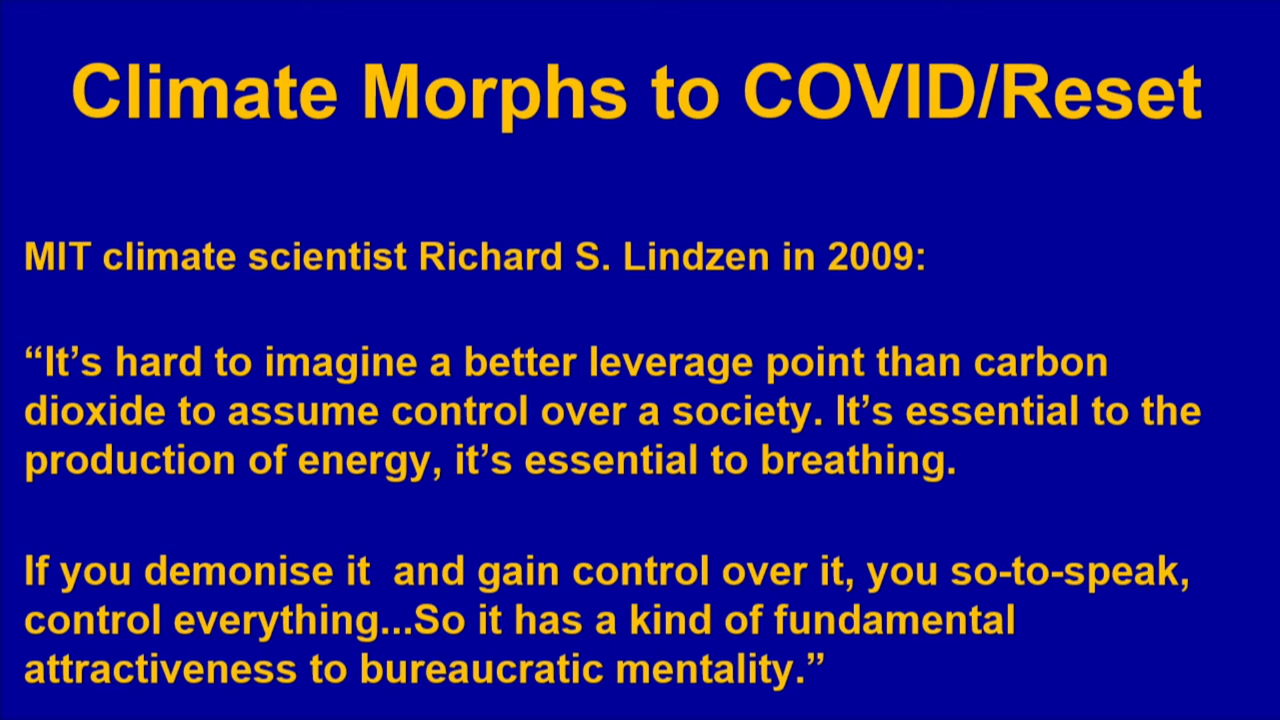 Climate Morphs to COVID/Reset
MIT climate scientist Richard S. Lindzen in 2009:
“It’s hard to imagine a better leverage point than carbon
dioxide to assume control over a society. It’s essential to the
production of energy, it’s essential to breathing.
If you demonise it  and gain control over it, you so-to-speak,
control everything...So it has a kind of fundamental
attractiveness to bureaucratic mentality.”